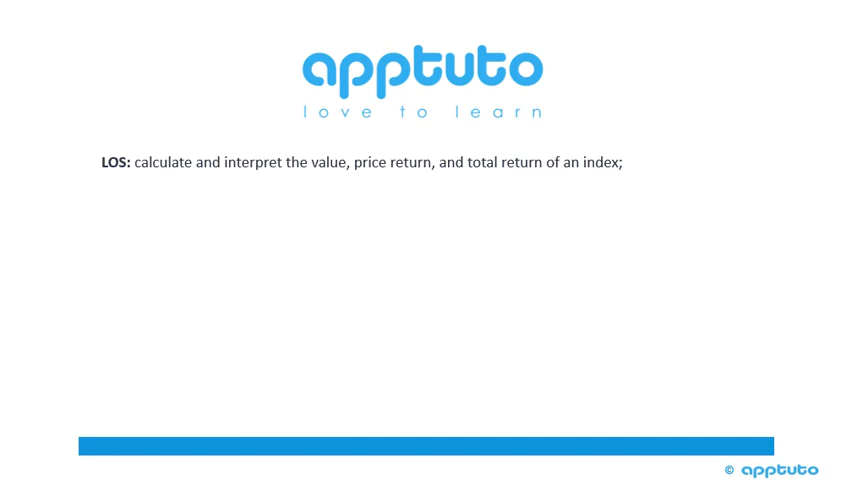 apptuto
love to learn
LOS: calculate and interpret the value, price return, and total return of an index;
© apptuto